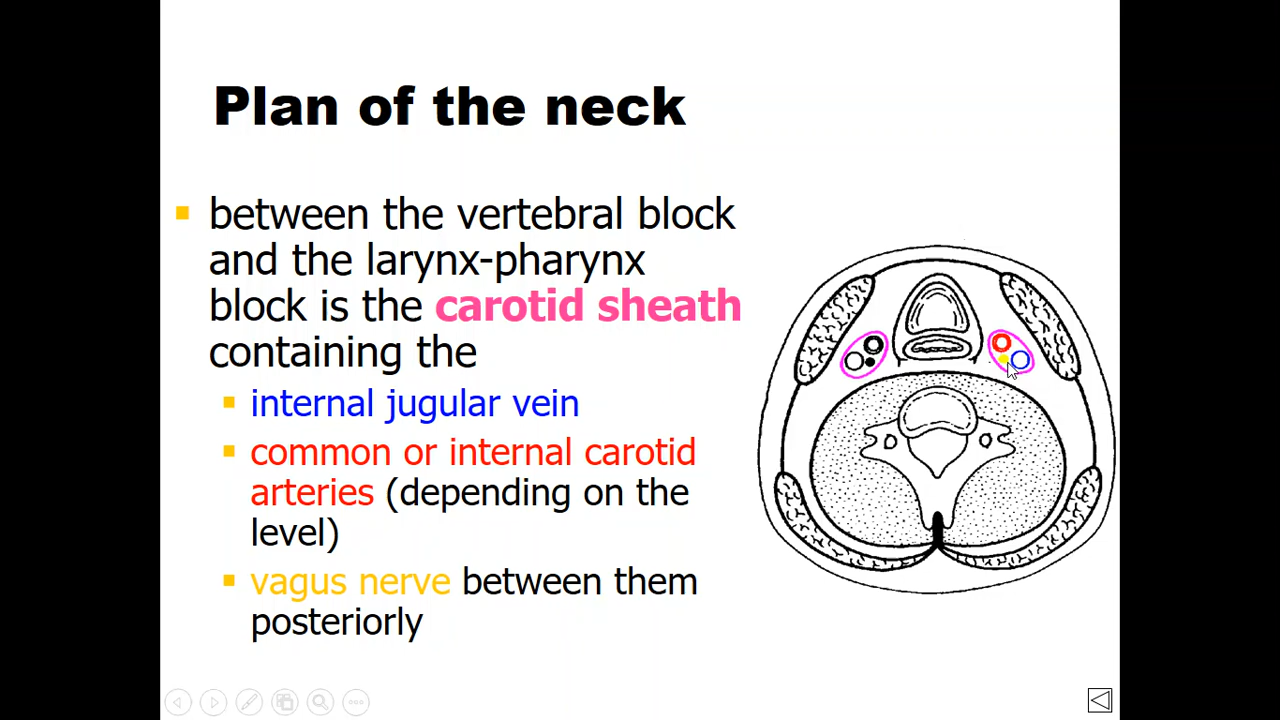 Plan of the neck
between the vertebral block
and the larynx-pharynx
block is the carotid sheath
containing the
internal jugular vein
common or internal carotid
arteries (depending on the
level)
vagus nerve between them
posteriorly